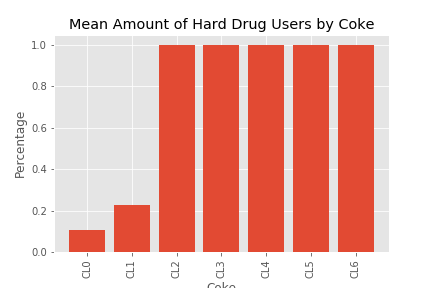 Mean Amount of Hard Drug Users by Coke
Percentage
1.0
0.8
0.6
0.4
0.2
0.0
CL0
CL1
CL2
CL3
CL4
CL5
CL6
Coke